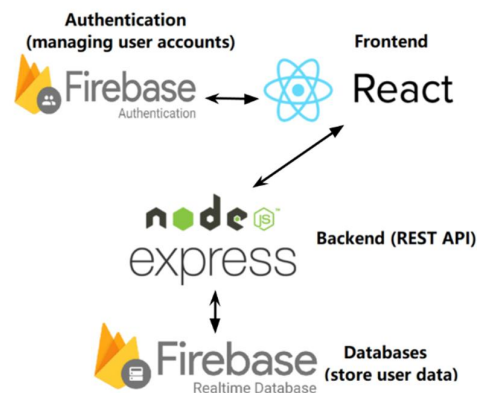 Authentication
(managing user accounts)
Firebase
Authentication
Frontend
React
node JS™
express
Backend (REST API)
Firebase
Realtime Database
Databases
(store user data)